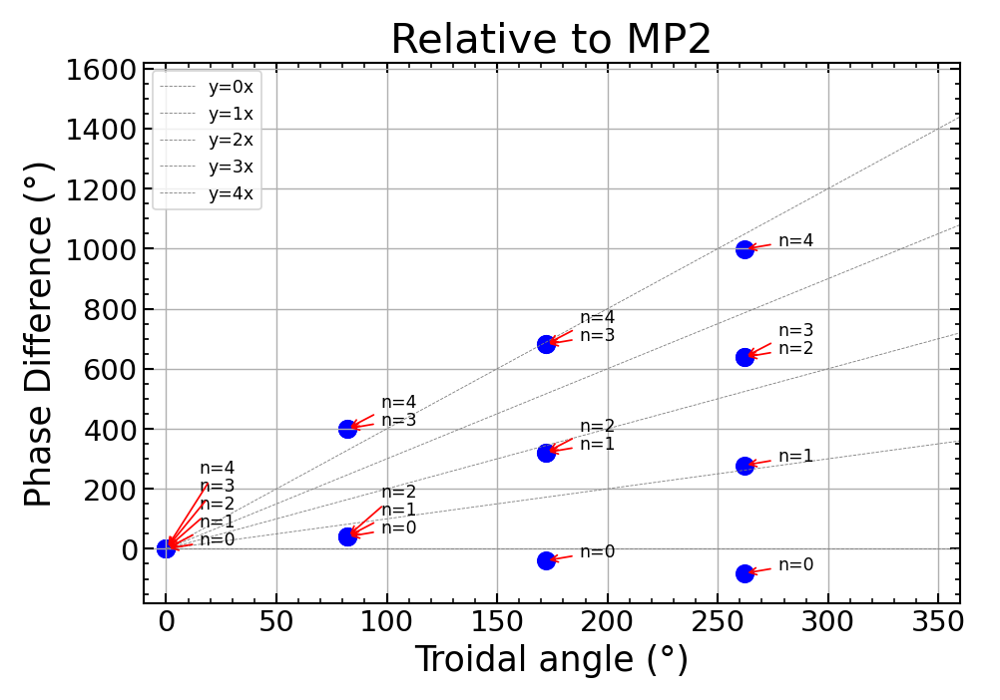 Relative to MP2
Phase Difference (°)
1600
1400
1200
1000
800
600
400
200
0
y=0x
y=1x
y=2x
y=3x
y=4x
n=4
n=3
n=2
n=1
n=0
n=4
n=3
n=2
n=1
n=0
n=4
n=3
n=2
n=1
n=0
n=4
n=3
n=2
n=1
n=0
0 50 100 150 200 250 300 350
Troidal angle (°)